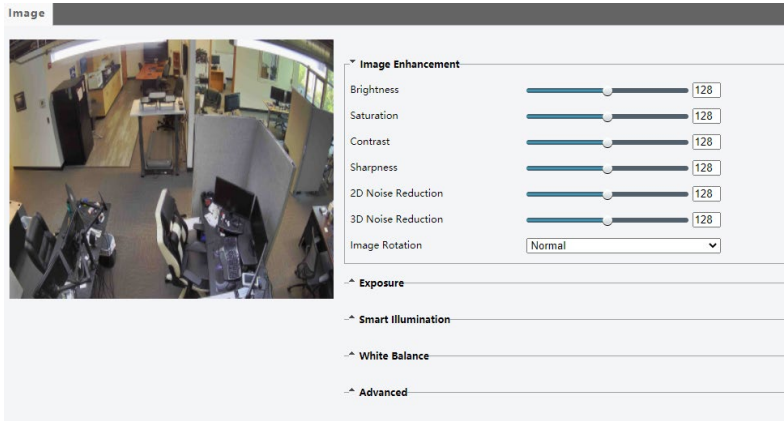 Image
Image Enhancement
Brightness 128
Saturation 128
Contrast 128
Sharpness 128
2D Noise Reduction 128
3D Noise Reduction 128
Image Rotation Normal
Exposure
Smart Illumination
White Balance
Advanced